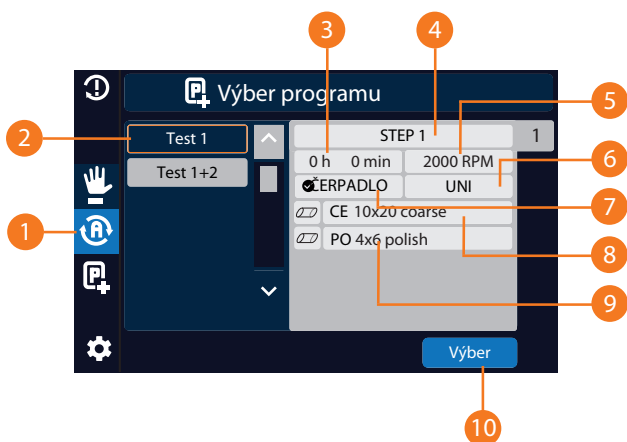 3
4
Výber programu
5
2
Test 1
STEP 1
1
0 h 0 min
2000 RPM
6
Test 1+2
ČERPADLO
UNI
7
1
A
CE 10x20 coarse
8
P
PO 4x6 polish
9
Výber
10